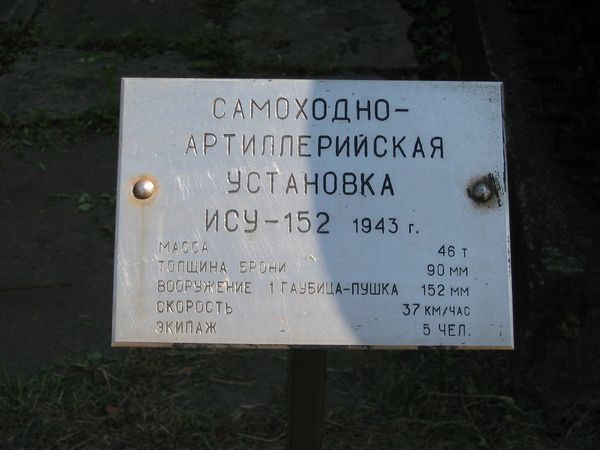 САМОХОДНО-
АРТИЛЛЕРИЙСКАЯ
УСТАНОВКА
ИСУ-152 1943 г.
МАССА 46 т
ТОЛЩИНА БРОНИ 90 мм
ВООРУЖЕНИЕ 1 ГАУБИЦА-ПУШКА 152 мм
СКОРОСТЬ 37 КМ/ЧАС
ЭКИПАЖ 5 ЧЕЛ.